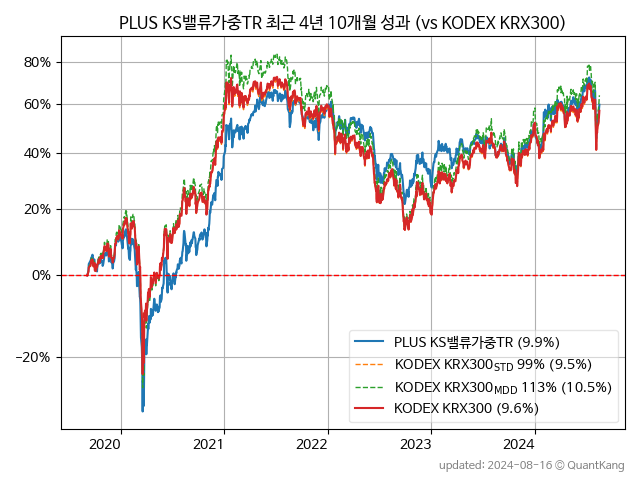 PLUS KS밸류가중TR 최근 4년 10개월 성과 (vs KODEX KRX300)
80%
60%
40%
20%
0%
−20%
PLUS KS밸류가중TR (9.9%)
KODEX KRX300STD 99% (9.5%)
KODEX KRX300MDD 113% (10.5%)
KODEX KRX300 (9.6%)
2020 2021 2022 2023 2024
updated: 2024-08-16 © QuantKang